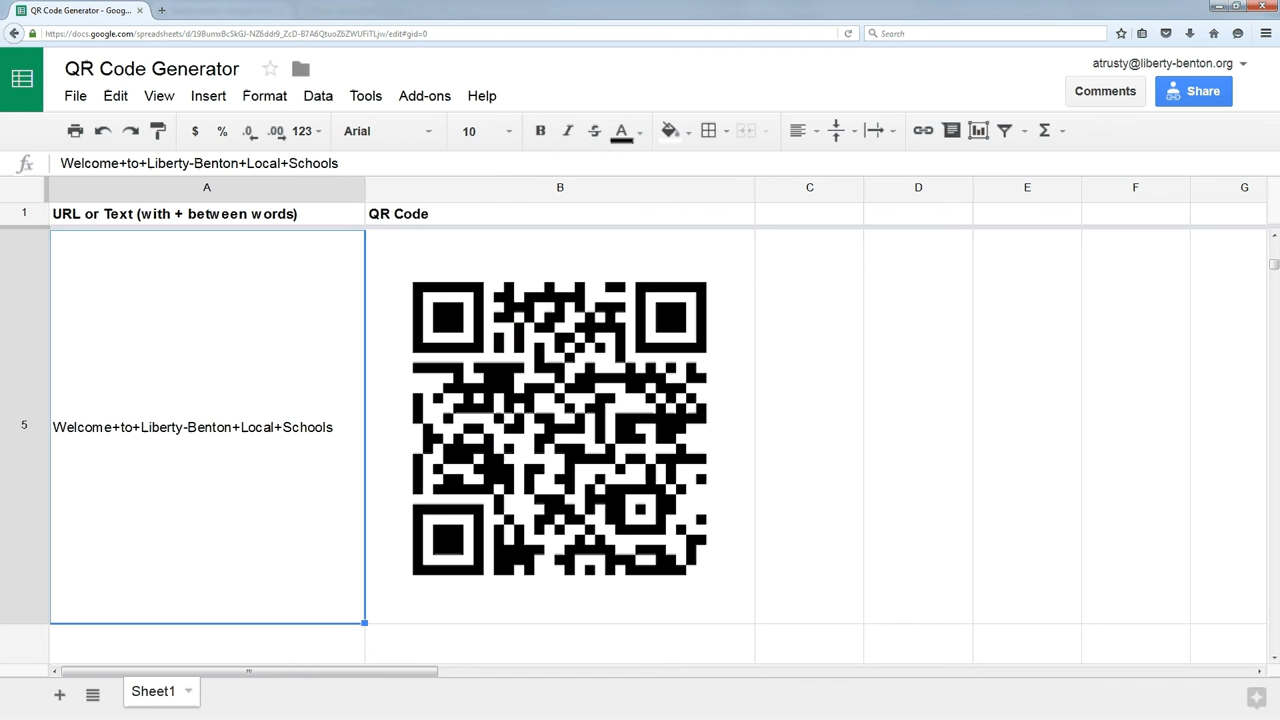 QR Code Generator - Goog...
https://docs.google.com/spreadsheets/d/19BumxBcSkGJ-NZ6ddt9_ZcD-B7A6QtuoZ6ZWUFiTLjw/edit#gid=0
Search
QR Code Generator
atrusty@liberty-benton.org
File Edit View Insert Format Data Tools Add-ons Help
Comments Share
$ % .0 .00 123 Arial 10 B I S A Σ
fx Welcome+to+Liberty-Benton+Local+Schools
A B C D E F G
1 URL or Text (with + between words) QR Code
5 Welcome+to+Liberty-Benton+Local+Schools
Sheet1